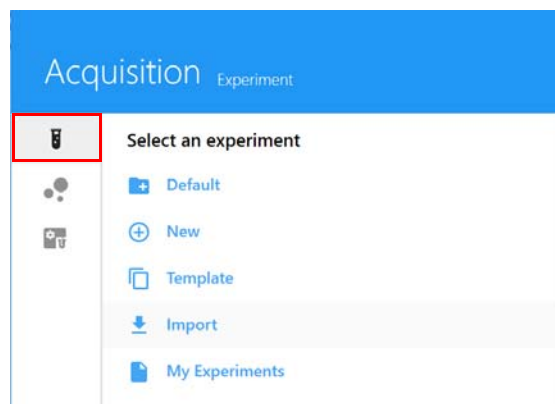 Acquisition Experiment
Select an experiment
Default
New
Template
Import
My Experiments